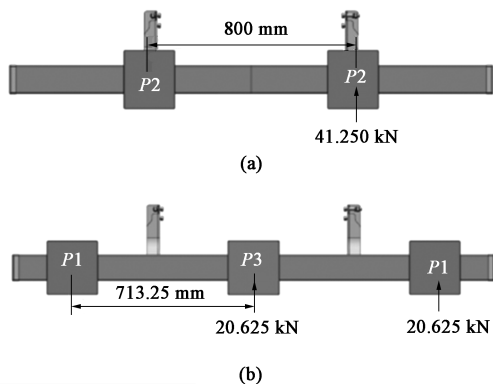 800 mm
P2 P2
41.250 kN
(a)
P1 P3 P1
713.25 mm
20.625 kN 20.625 kN
(b)